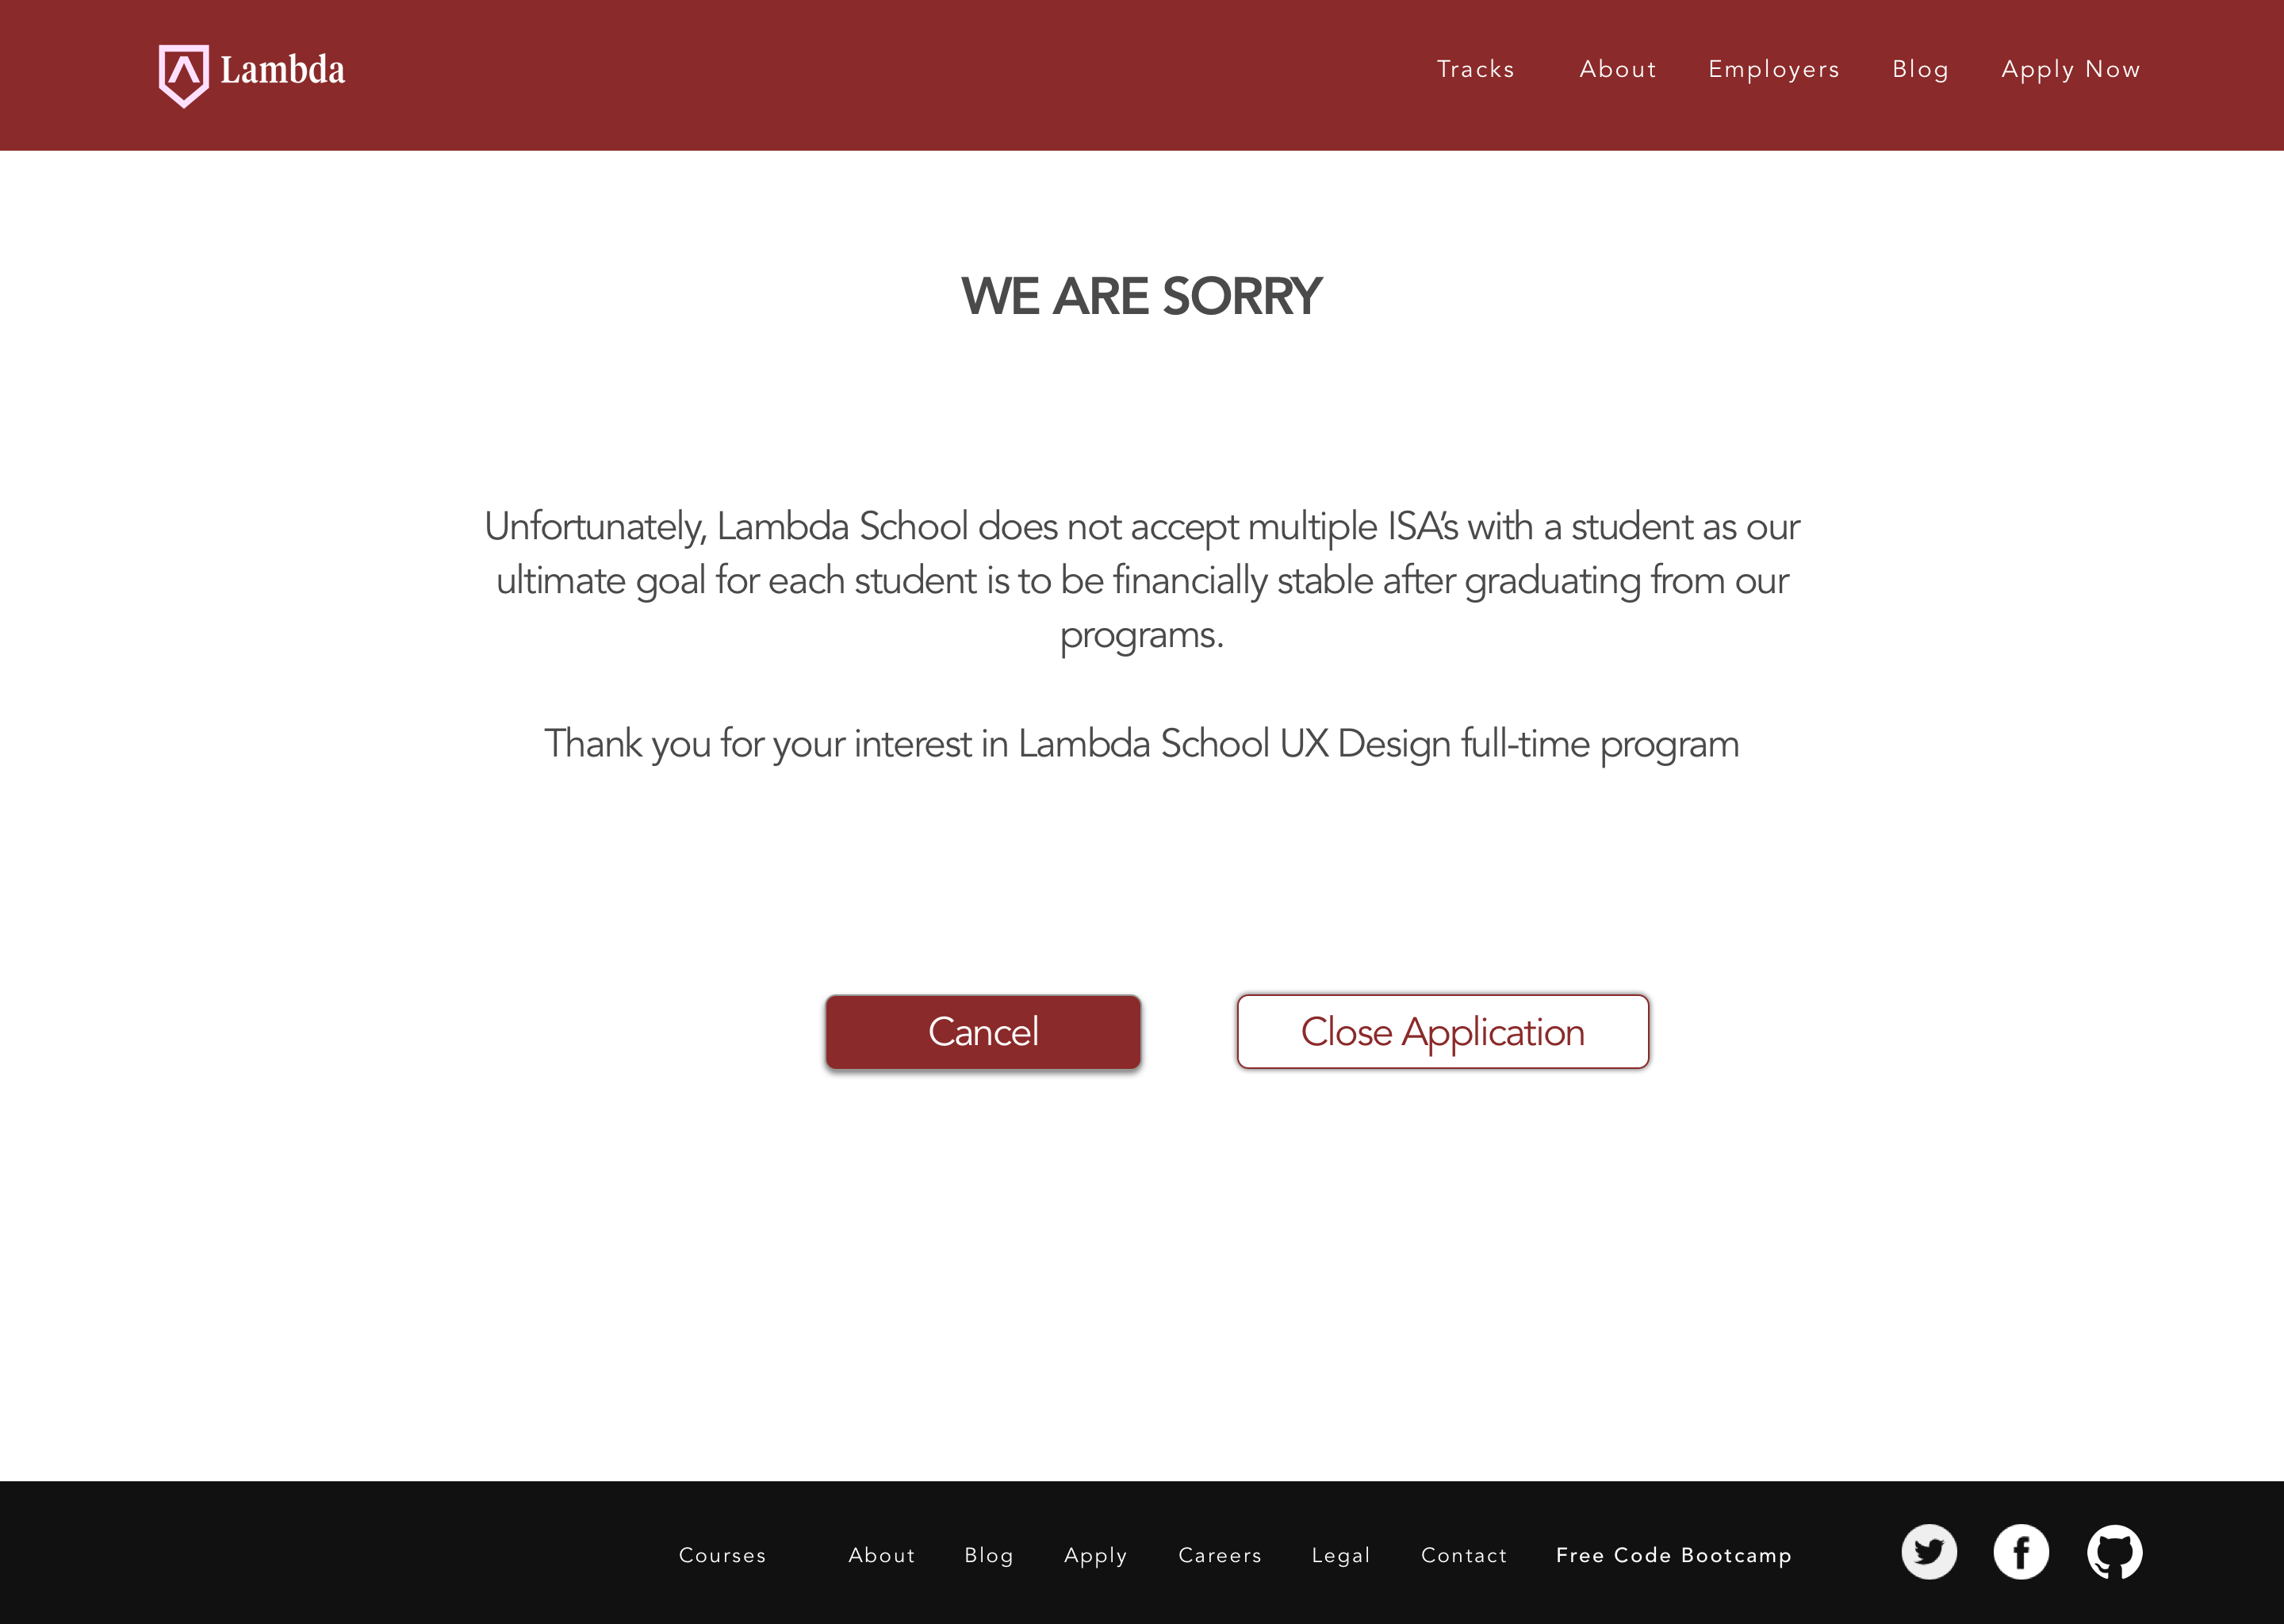 Lambda
Tracks About Employers Blog Apply Now
WE ARE SORRY
Unfortunately, Lambda School does not accept multiple ISA’s with a student as our
ultimate goal for each student is to be financially stable after graduating from our
programs.
Thank you for your interest in Lambda School UX Design full-time program
Cancel Close Application
Courses About Blog Apply Careers Legal Contact Free Code Bootcamp